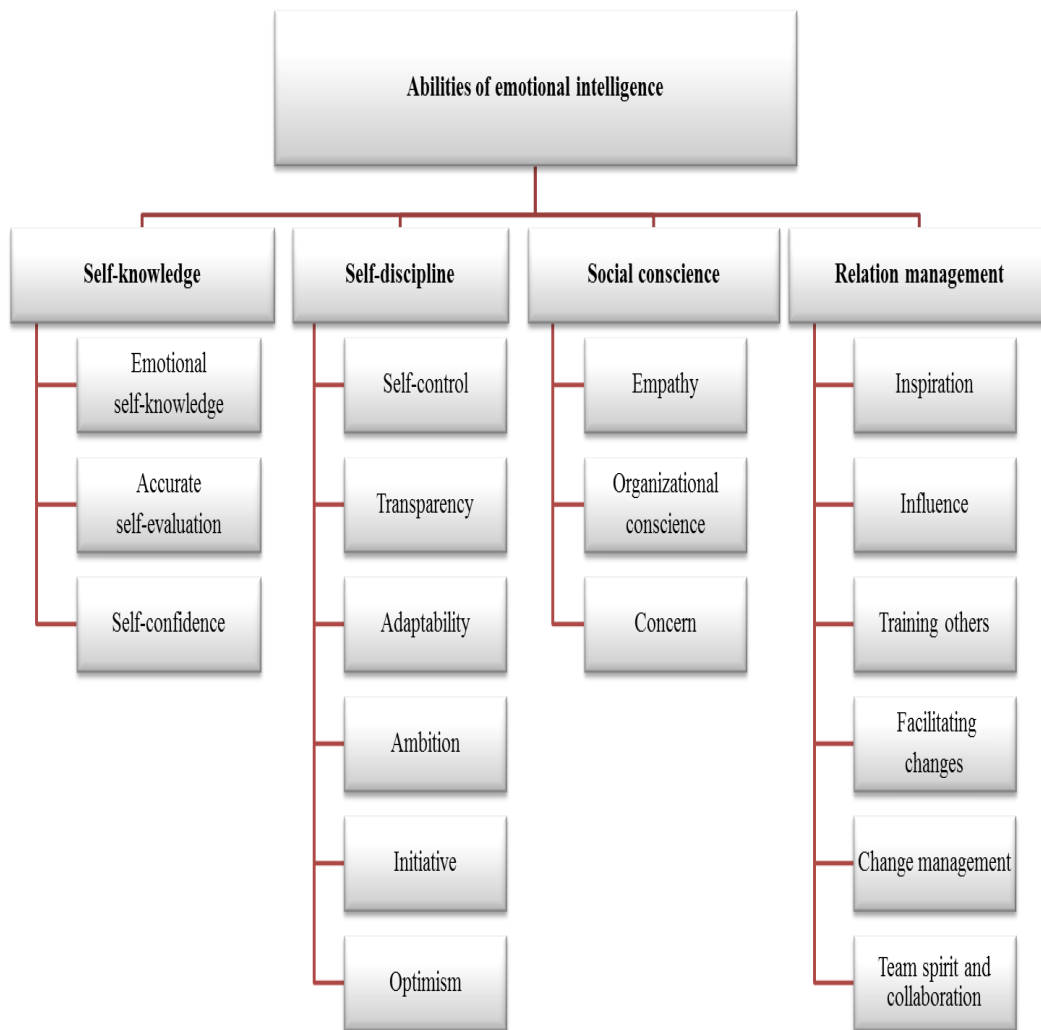 Abilities of emotional intelligence
Self-knowledge
Emotional
self-knowledge
Accurate
self-evaluation
Self-confidence
Self-discipline
Self-control
Transparency
Adaptability
Ambition
Initiative
Optimism
Social conscience
Empathy
Organizational
conscience
Concern
Relation management
Inspiration
Influence
Training others
Facilitating
changes
Change management
Team spirit and
collaboration